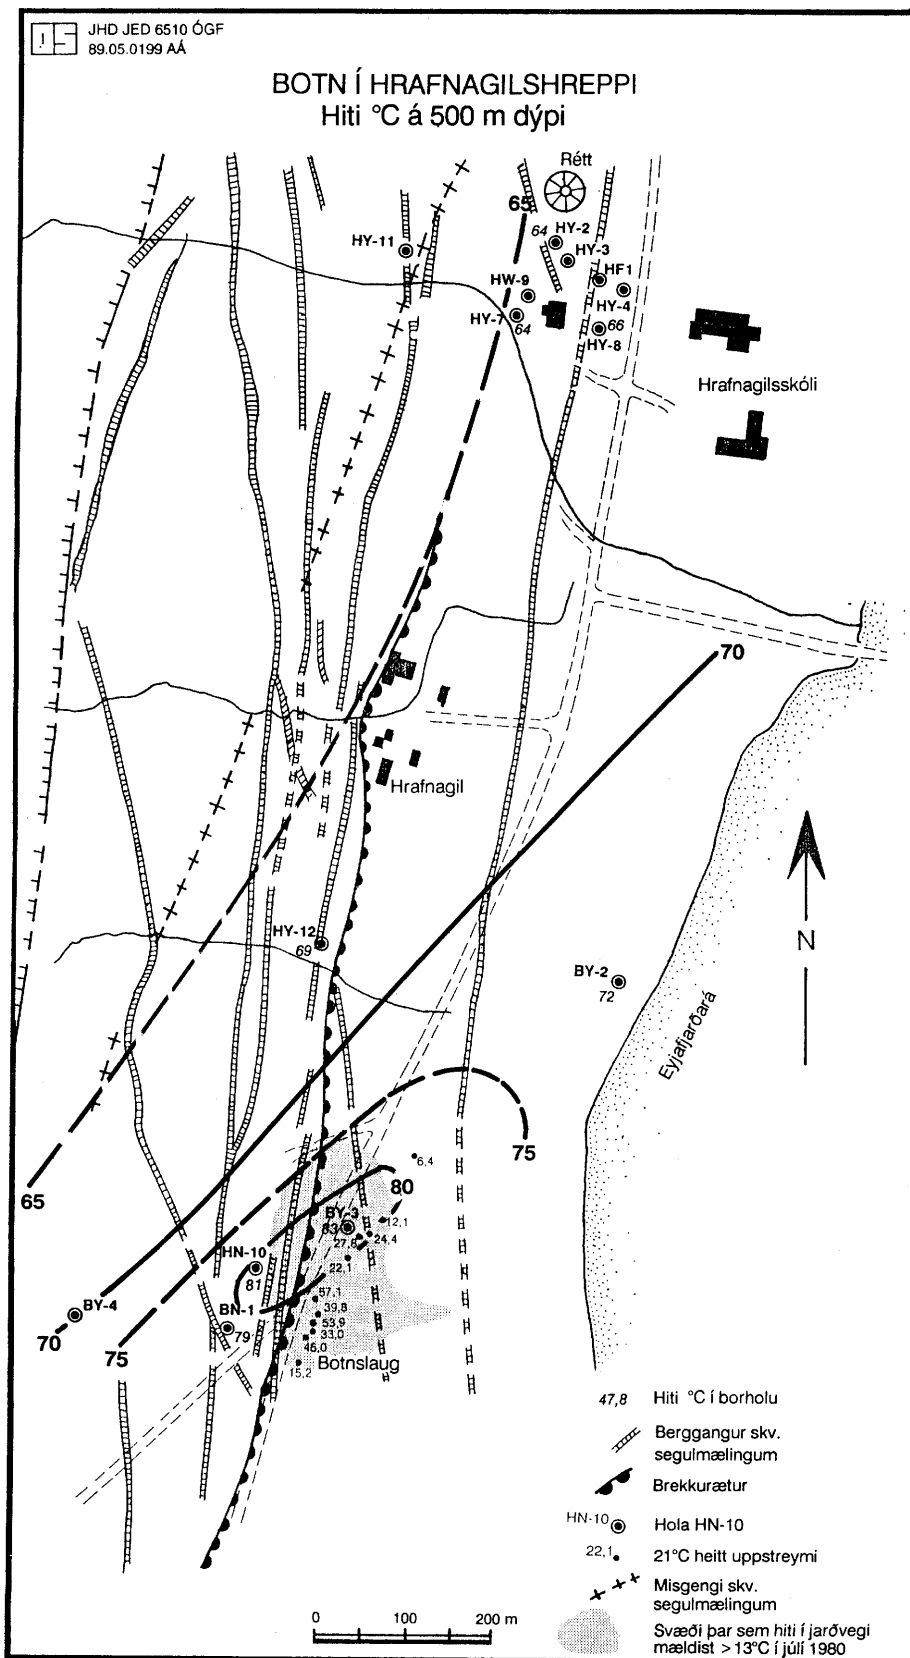 JHD JED 6510 ÓGF
89.05.0199 AÁ
BOTN Í HRAFNAGILSHREPPI
Hiti °C á 500 m dýpi
Rétt
65
64
HY-2
HY-11
HY-3
HW-9
HF1
HY-7
64
HY-4
66
HY-8
Hrafnagilsskóli
70
Hrafnagil
HY-12
69
BY-2
72
N
Eyjafjarðará
75
65
6,4
80
BY-3
83
12,1
27,8
24,4
HN-10
81
22,1
BN-1
79
57,1
39,8
53,9
33,0
45,0
BY-4
70
75
Botnslaug
15,2
47,8 Hiti °C í borholu
Berggangur skv.
segulmælingum
Brekkurætur
HN-10 Hola HN-10
22,1 21°C heitt uppstreymi
Misgengi skv.
segulmælingum
Svæði þar sem hiti í jarðvegi
mældist > 13°C í júlí 1980
0 100 200 m